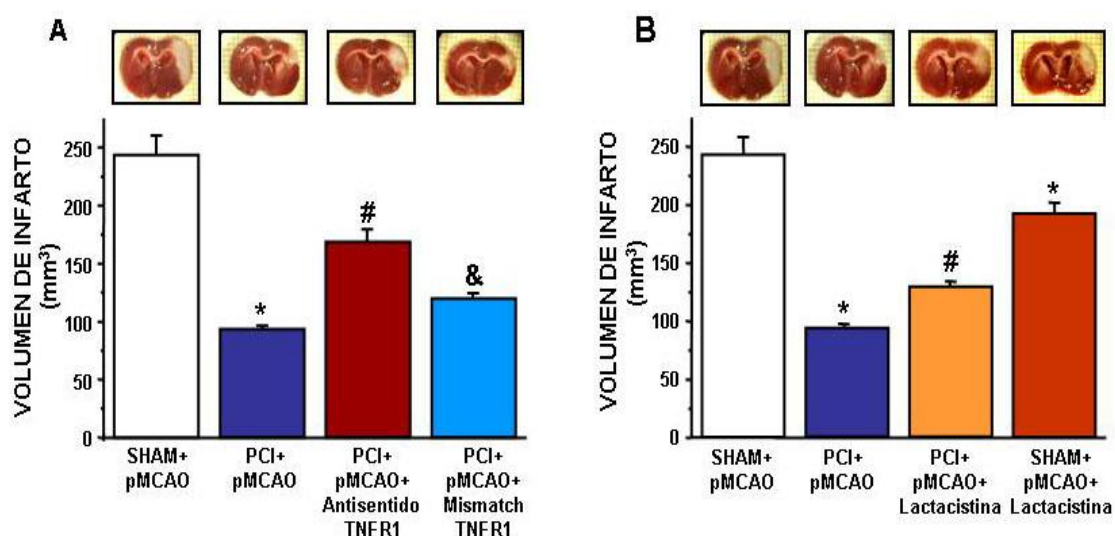 A
B
VOLUMEN DE INFARTO
(mm³)
250
200
150
100
50
0
*
#
&
SHAM+
pMCAO
PCI+
pMCAO
PCI+
pMCAO+
Antisentido
TNFR1
PCI+
pMCAO+
Mismatch
TNFR1
VOLUMEN DE INFARTO
(mm³)
250
200
150
100
50
0
*
#
*
SHAM+
pMCAO
PCI+
pMCAO
PCI+
pMCAO+
Lactacistina
SHAM+
pMCAO+
Lactacistina